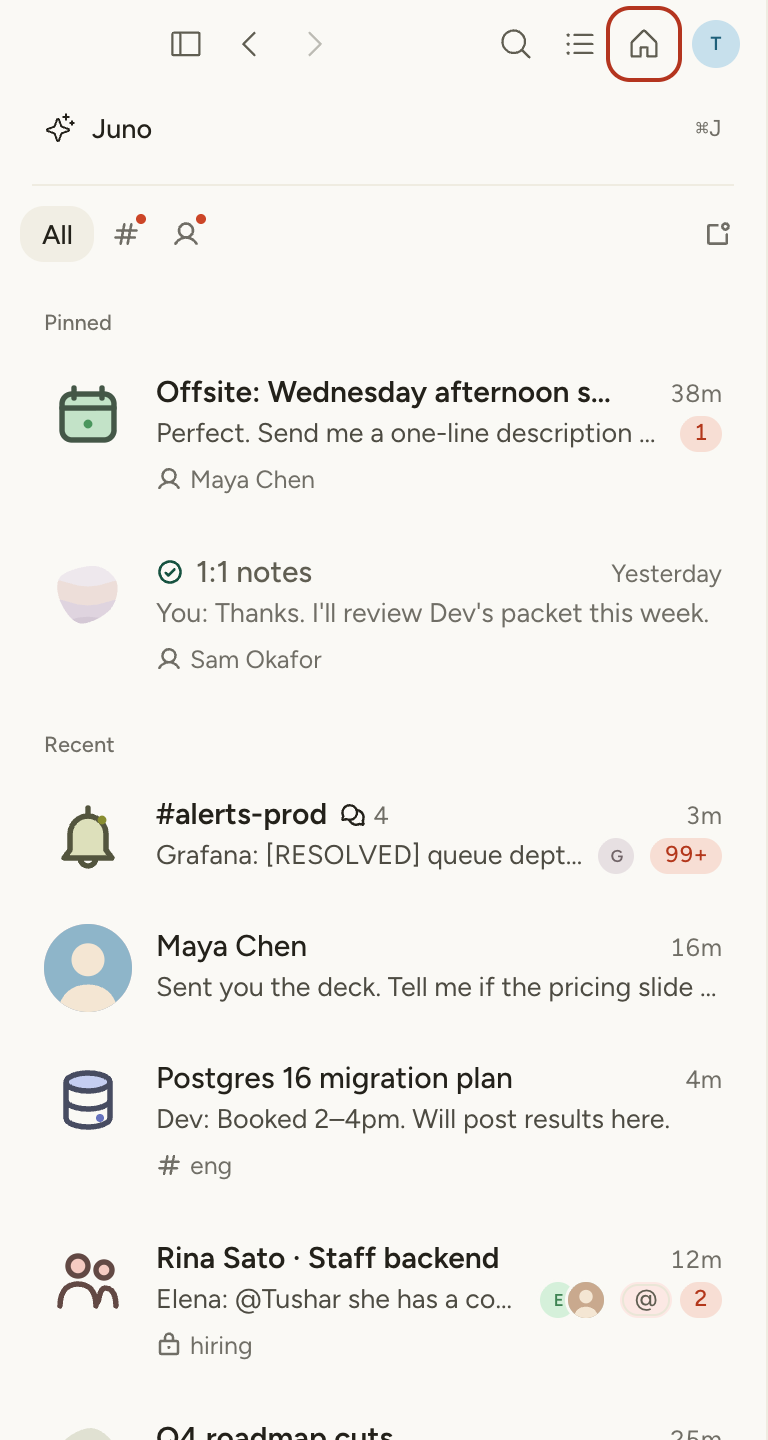 T
Juno ⌘J
All
Pinned
Offsite: Wednesday afternoon s... 38m
Perfect. Send me a one-line description ... 1
Maya Chen
1:1 notes Yesterday
You: Thanks. I'll review Dev's packet this week.
Sam Okafor
Recent
#alerts-prod 4 3m
Grafana: [RESOLVED] queue dept... G 99+
Maya Chen 16m
Sent you the deck. Tell me if the pricing slide ...
Postgres 16 migration plan 4m
Dev: Booked 2–4pm. Will post results here.
# eng
Rina Sato · Staff backend 12m
Elena: @Tushar she has a co... E @ 2
hiring
Q4 roadmap cuts 25m